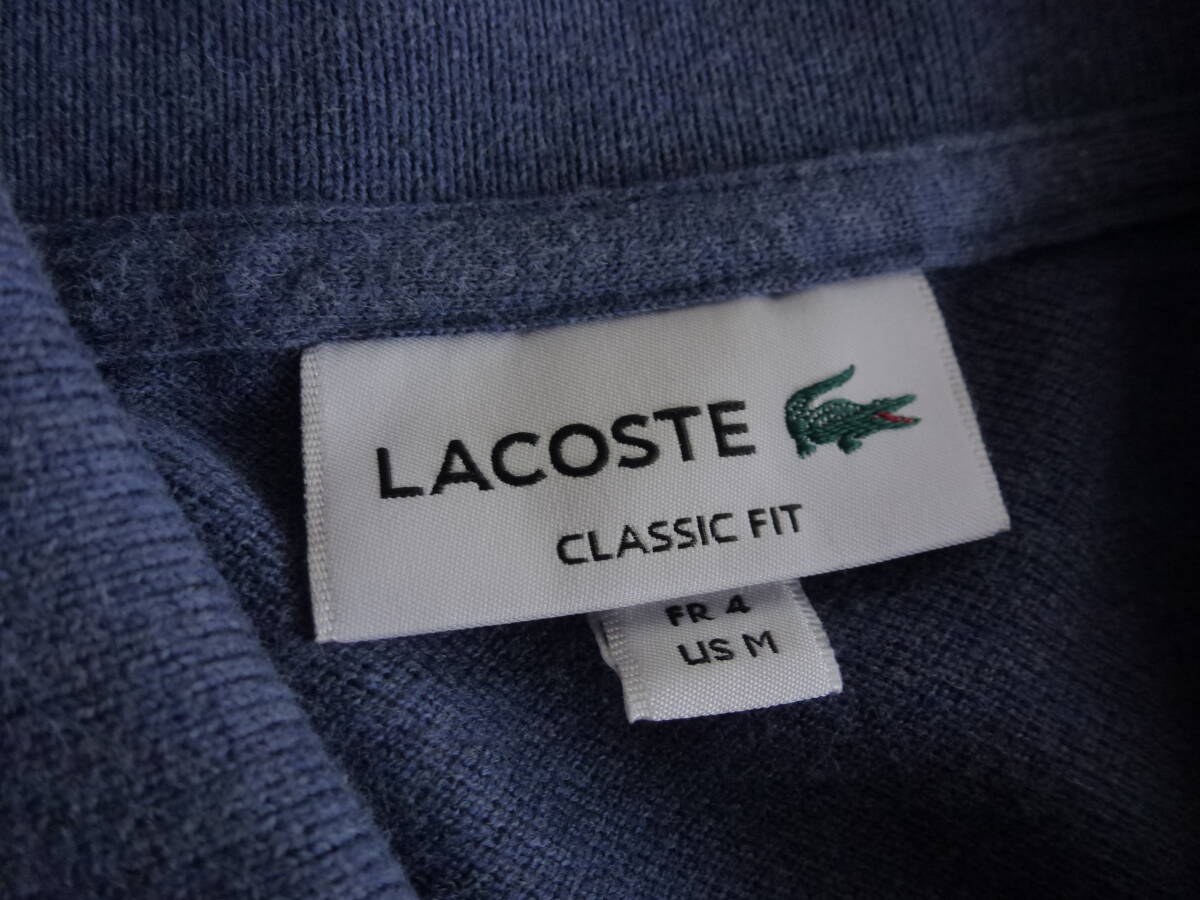 LACOSTE
CLASSIC FIT
FR 4
US M